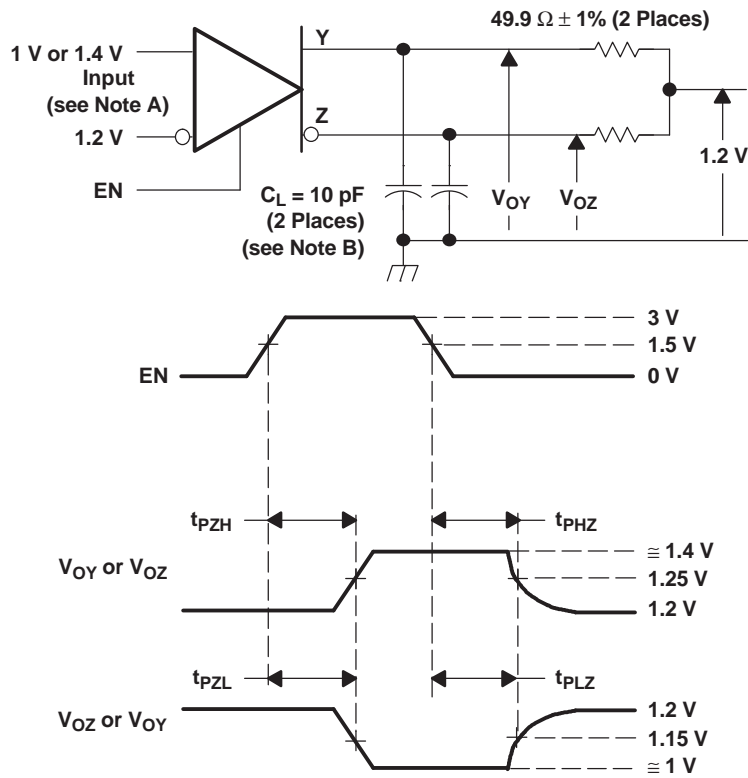 49.9 Ω ± 1% (2 Places)
Y
1 V or 1.4 V
Input
(see Note A)
Z
1.2 V
1.2 V
EN
C_L = 10 pF
(2 Places)
(see Note B)
V_OY
V_OZ
3 V
1.5 V
EN
0 V
t_PZH
t_PHZ
≅ 1.4 V
V_OY or V_OZ
1.25 V
1.2 V
t_PZL
t_PLZ
1.2 V
V_OZ or V_OY
1.15 V
≅ 1 V